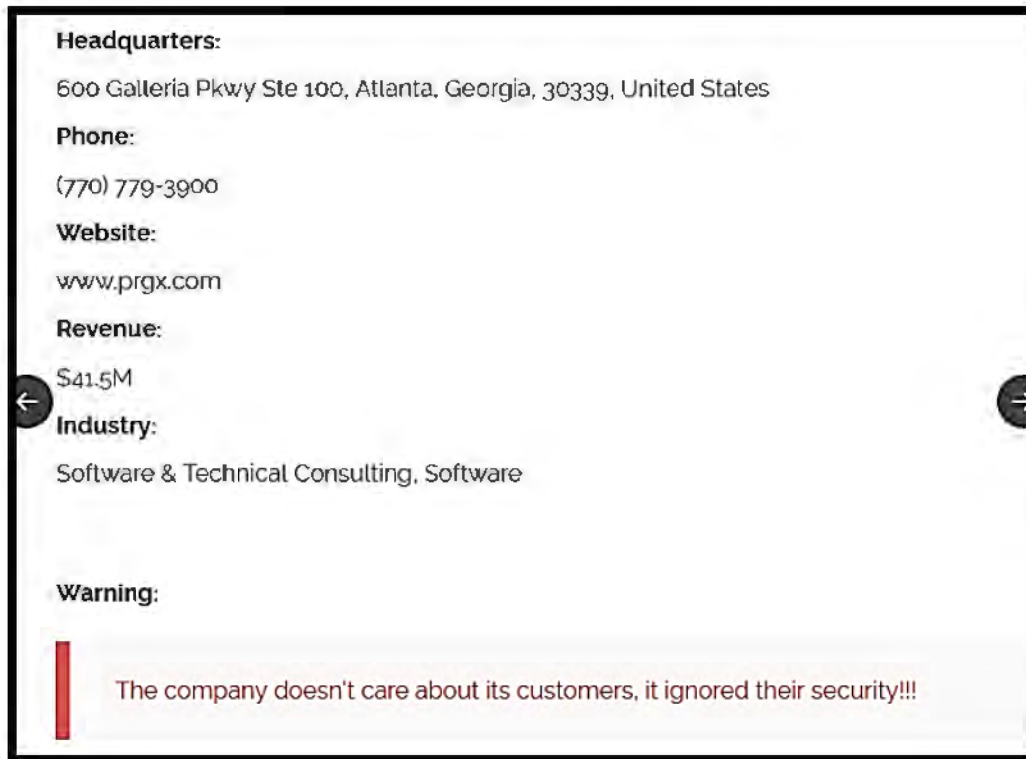 Headquarters:
600 Galleria Pkwy Ste 100, Atlanta, Georgia, 30339, United States
Phone:
(770) 779-3900
Website:
www.prgx.com
Revenue:
$41.5M
Industry:
Software & Technical Consulting, Software
Warning:
The company doesn't care about its customers, it ignored their security!!!